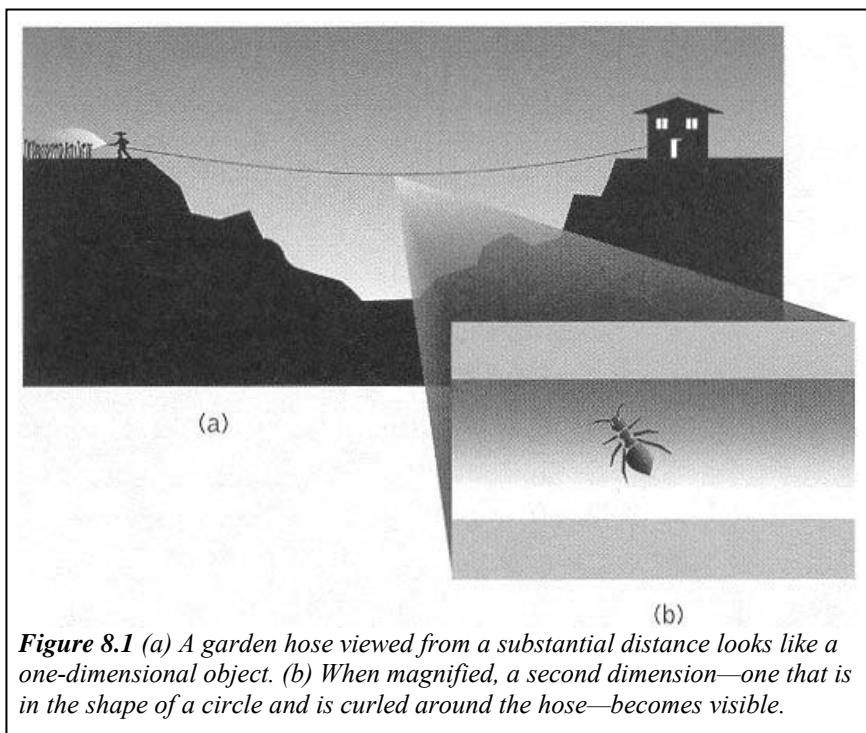 (a)
(b)
Figure 8.1 (a) A garden hose viewed from a substantial distance looks like a
one-dimensional object. (b) When magnified, a second dimension—one that is
in the shape of a circle and is curled around the hose—becomes visible.